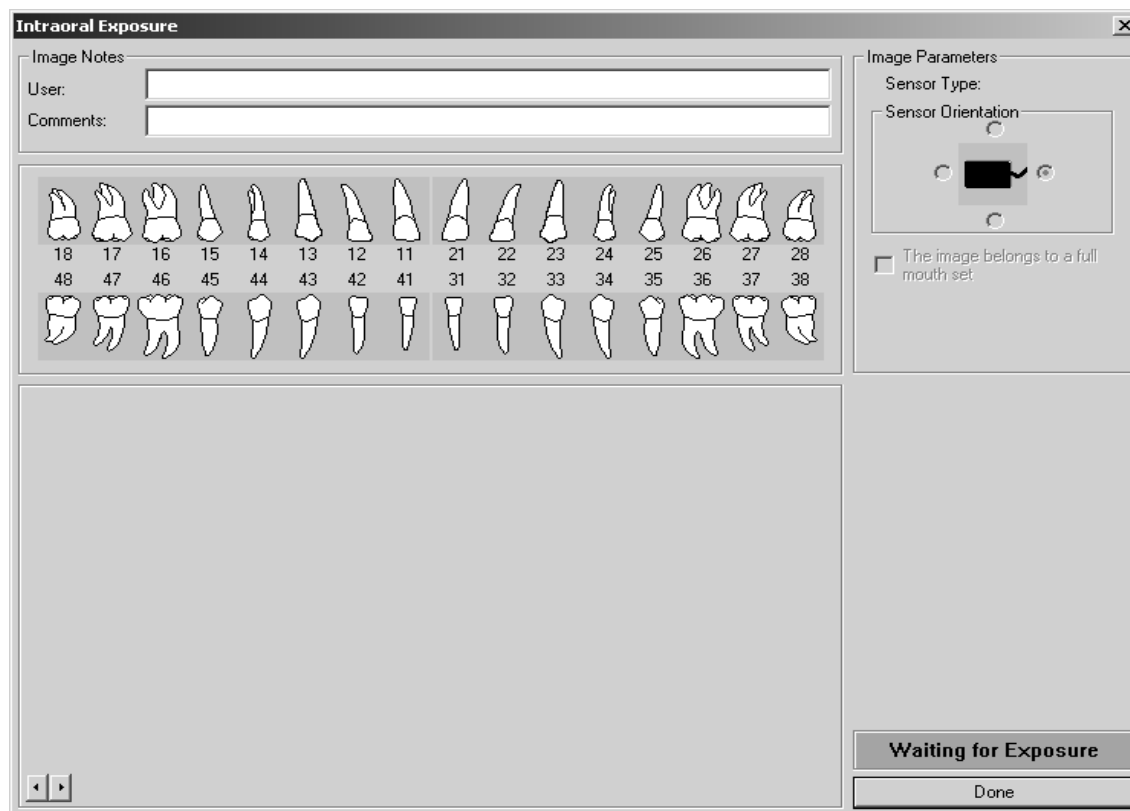 Intraoral Exposure
Image Notes
User:
Comments:
Image Parameters
Sensor Type:
Sensor Orientation
The image belongs to a full
mouth set
18 17 16 15 14 13 12 11 21 22 23 24 25 26 27 28
48 47 46 45 44 43 42 41 31 32 33 34 35 36 37 38
Waiting for Exposure
Done